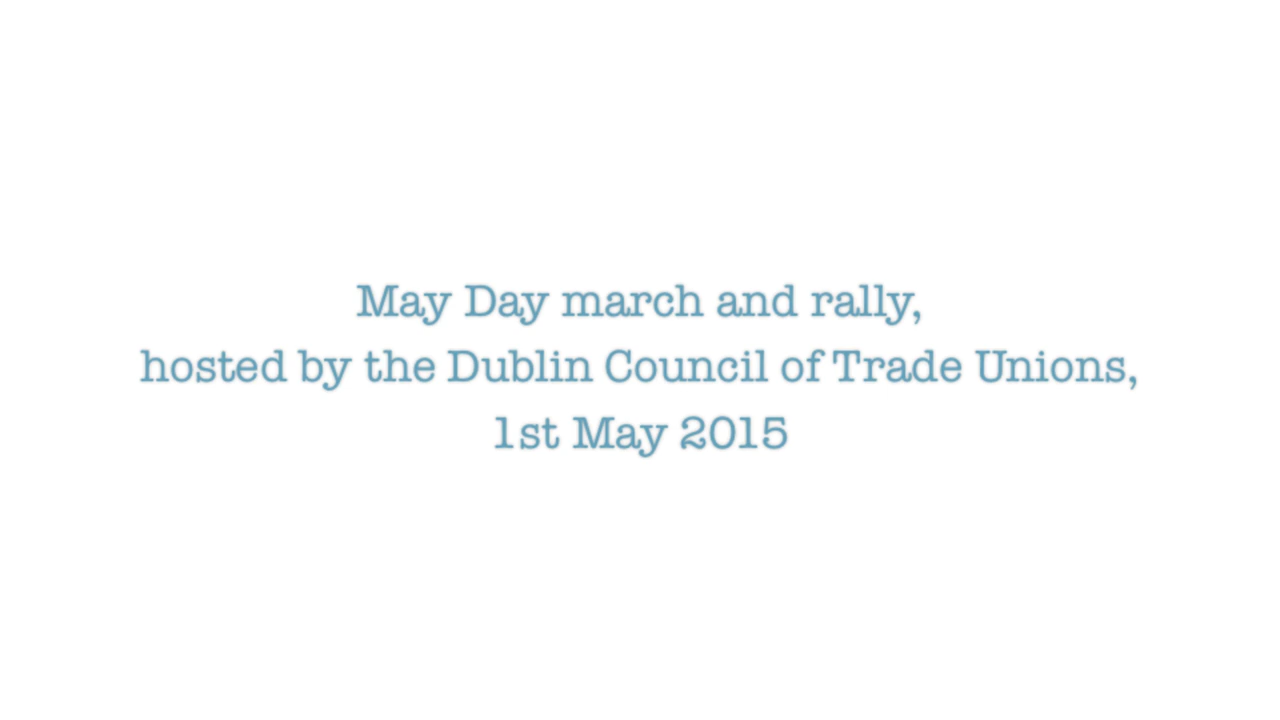 May Day march and rally,
hosted by the Dublin Council of Trade Unions,
1st May 2015